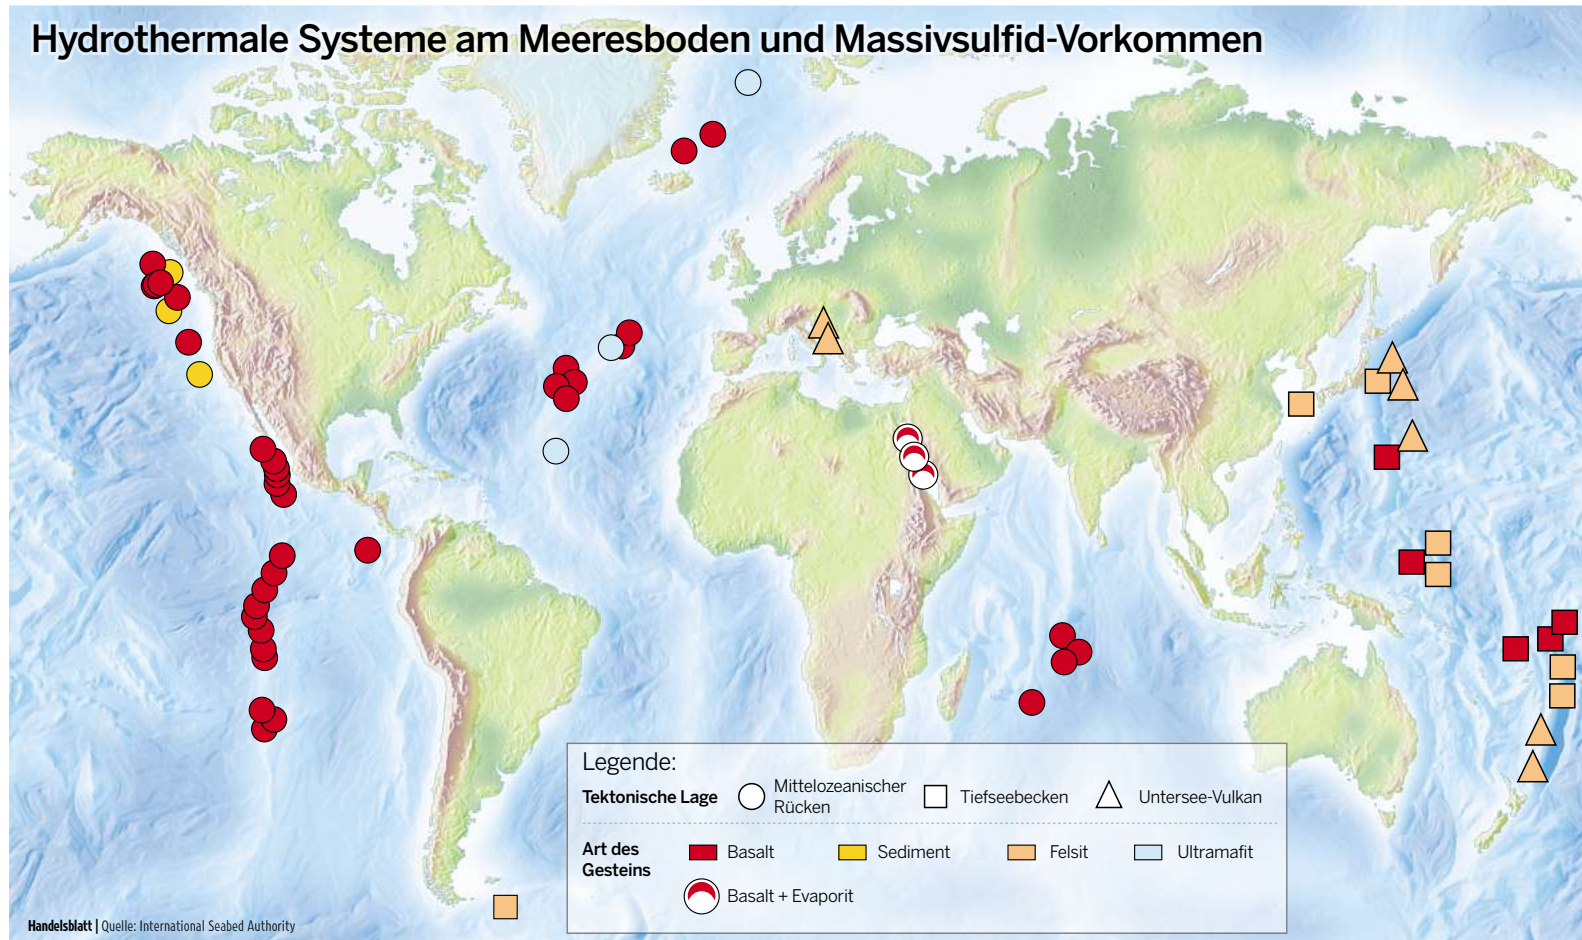 Hydrothermale Systeme am Meeresboden und Massivsulfid-Vorkommen
Legende:
Tektonische Lage
Mittelozeanischer
Rücken
Tiefseebecken
Untersee-Vulkan
Art des
Gesteins
Basalt
Sediment
Felsit
Ultramafit
Basalt + Evaporit
Handelsblatt | Quelle: International Seabed Authority